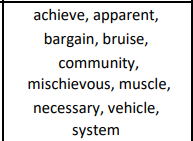 achieve, apparent,
bargain, bruise,
community,
mischievous, muscle,
necessary, vehicle,
system